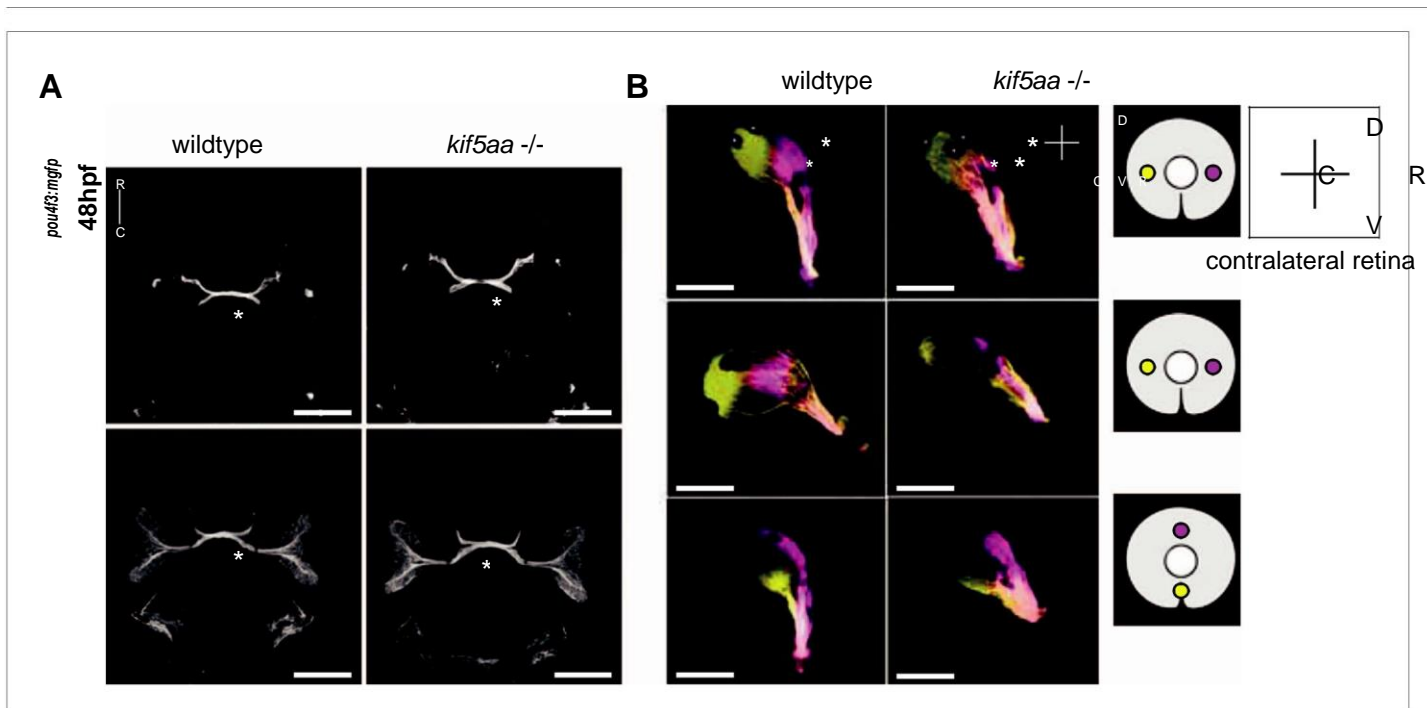 A
wildtype
kif5aa -/-
pou4f3:mgfp
48hpf
R
C
*
*
*
*
B
wildtype
kif5aa -/-
*
*
*
*
*
D
V
D
C
R
V
contralateral retina